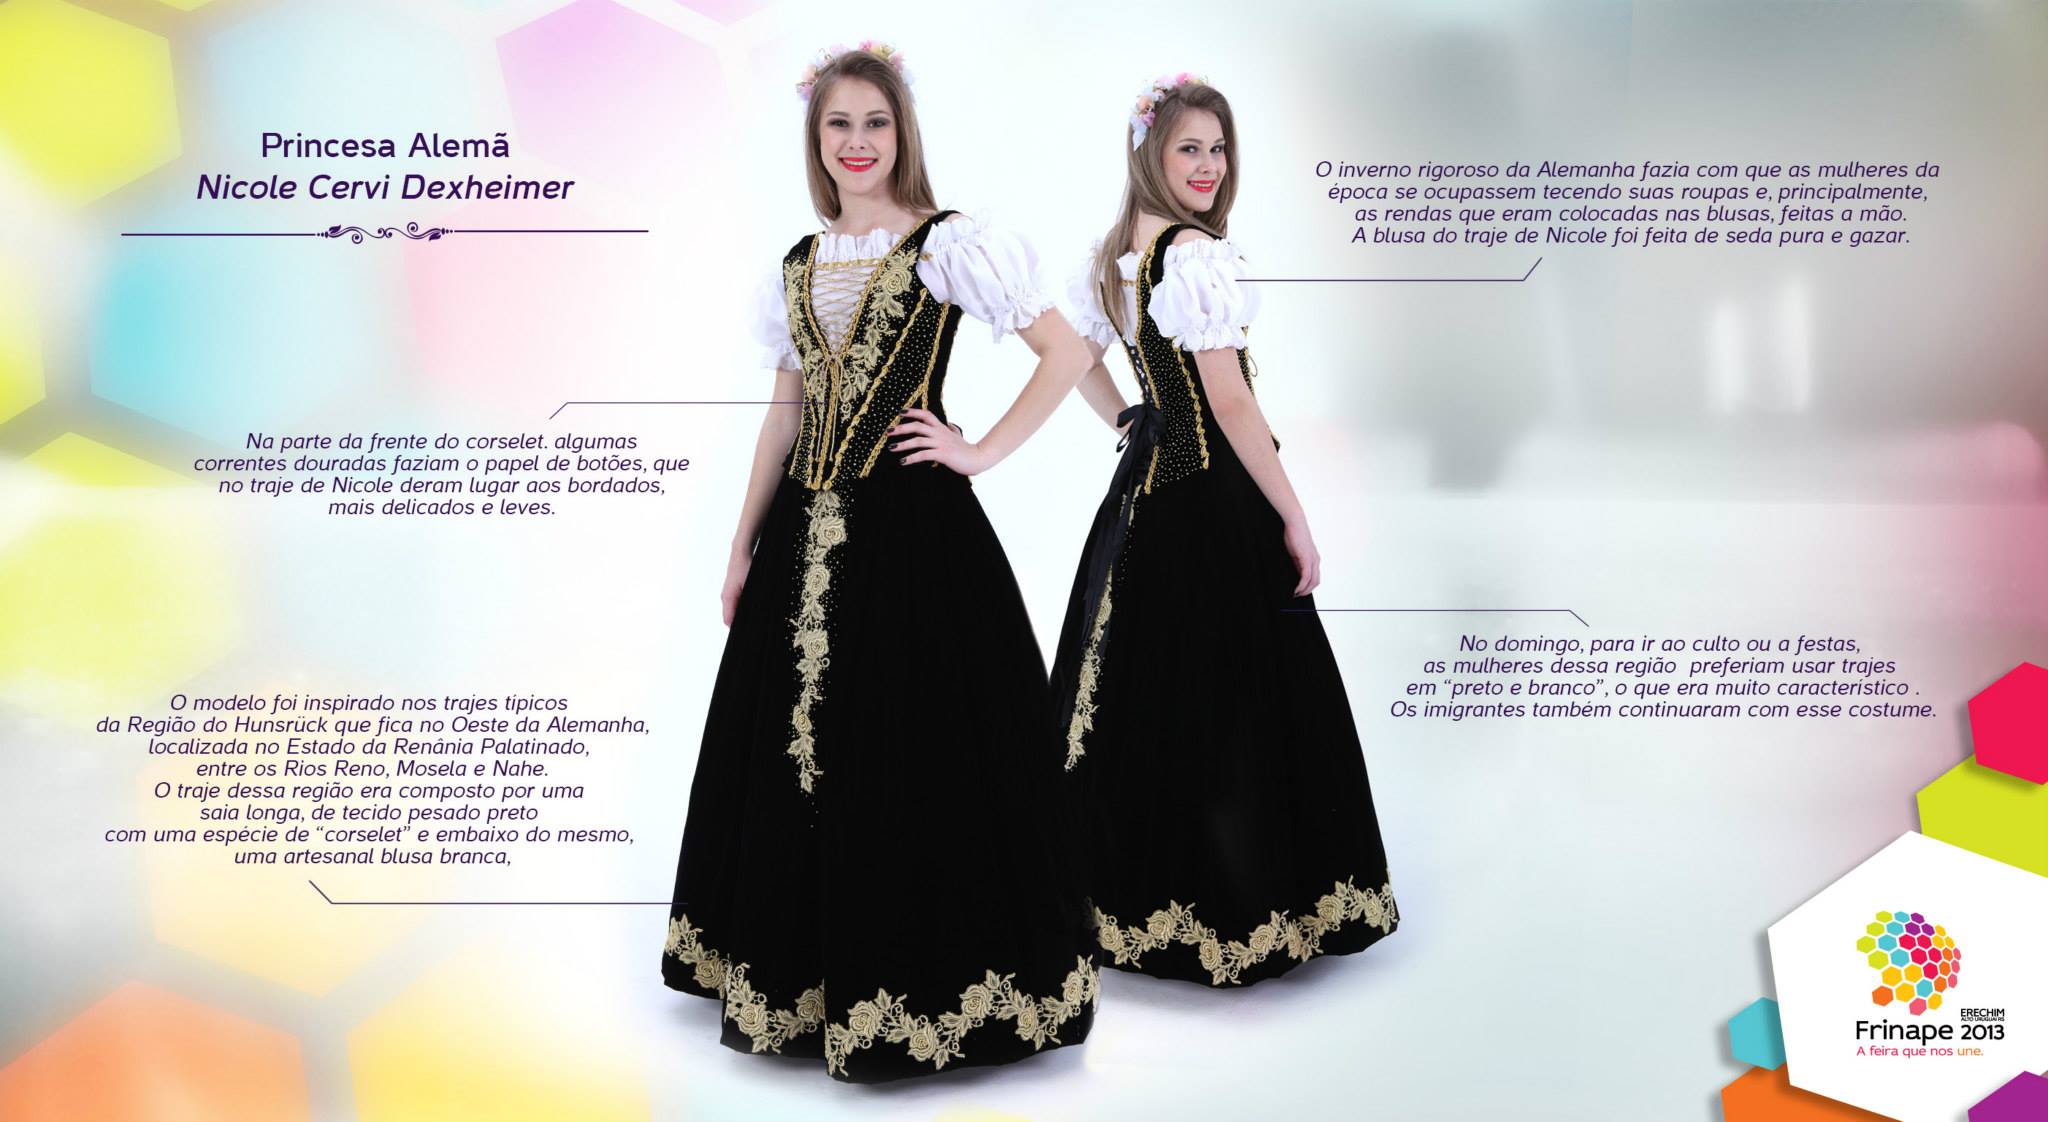 Princesa Alemã
Nicole Cervi Dexheimer
Na parte da frente do corselet. algumas
correntes douradas faziam o papel de botões, que
no traje de Nicole deram lugar aos bordados,
mais delicados e leves.
O modelo foi inspirado nos trajes típicos
da Região do Hunsrück que fica no Oeste da Alemanha,
localizada no Estado da Renânia Palatinado,
entre os Rios Reno, Mosela e Nahe.
O traje dessa região era composto por uma
saia longa, de tecido pesado preto
com uma espécie de “corselet” e embaixo do mesmo,
uma artesanal blusa branca,
O inverno rigoroso da Alemanha fazia com que as mulheres da
época se ocupassem tecendo suas roupas e, principalmente,
as rendas que eram colocadas nas blusas, feitas a mão.
A blusa do traje de Nicole foi feita de seda pura e gazar.
No domingo, para ir ao culto ou a festas,
as mulheres dessa região preferiam usar trajes
em “preto e branco”, o que era muito característico .
Os imigrantes também continuaram com esse costume.
ERECHIM
ALTO URUGUAI RS
Frinape 2013
A feira que nos une.